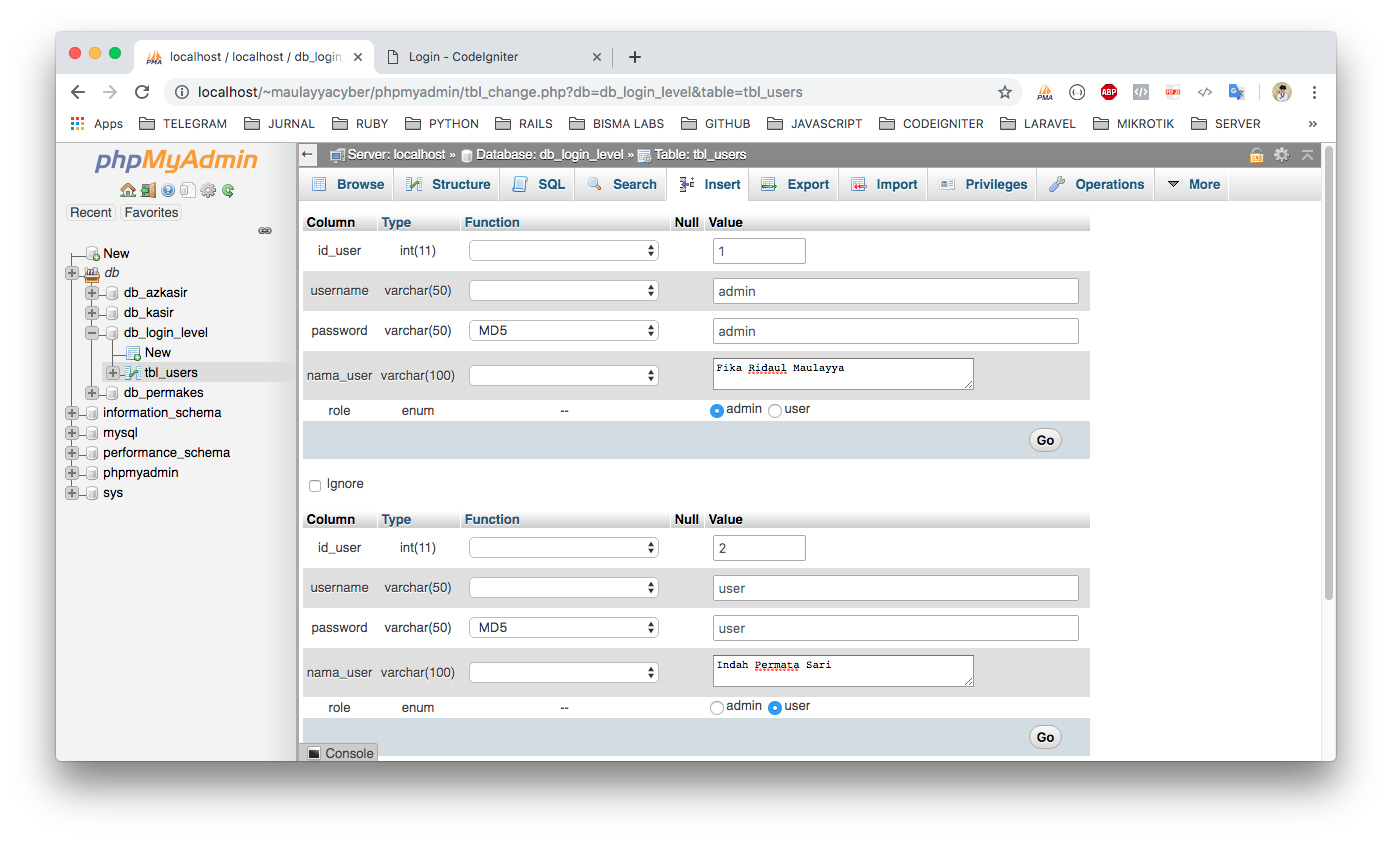 localhost / localhost / db_login_
Login - CodeIgniter
localhost/~maulayyacyber/phpmyadmin/tbl_change.php?db=db_login_level&table=tbl_users
Apps TELEGRAM JURNAL RUBY PYTHON RAILS BISMA LABS GITHUB JAVASCRIPT CODEIGNITER LARAVEL MIKROTIK SERVER »
phpMyAdmin
Recent Favorites
New
db
db_azkasir
db_kasir
db_login_level
New
tbl_users
db_permakes
information_schema
mysql
performance_schema
phpmyadmin
sys
Server: localhost » Database: db_login_level » Table: tbl_users
Browse Structure SQL Search Insert Export Import Privileges Operations More
Column Type Function Null Value
id_user int(11) 1
username varchar(50) admin
password varchar(50) MD5 admin
nama_user varchar(100) Fika Ridaul Maulayya
role enum -- admin user
Go
Ignore
Column Type Function Null Value
id_user int(11) 2
username varchar(50) user
password varchar(50) MD5 user
nama_user varchar(100) Indah Permata Sari
role enum -- admin user
Go
Console